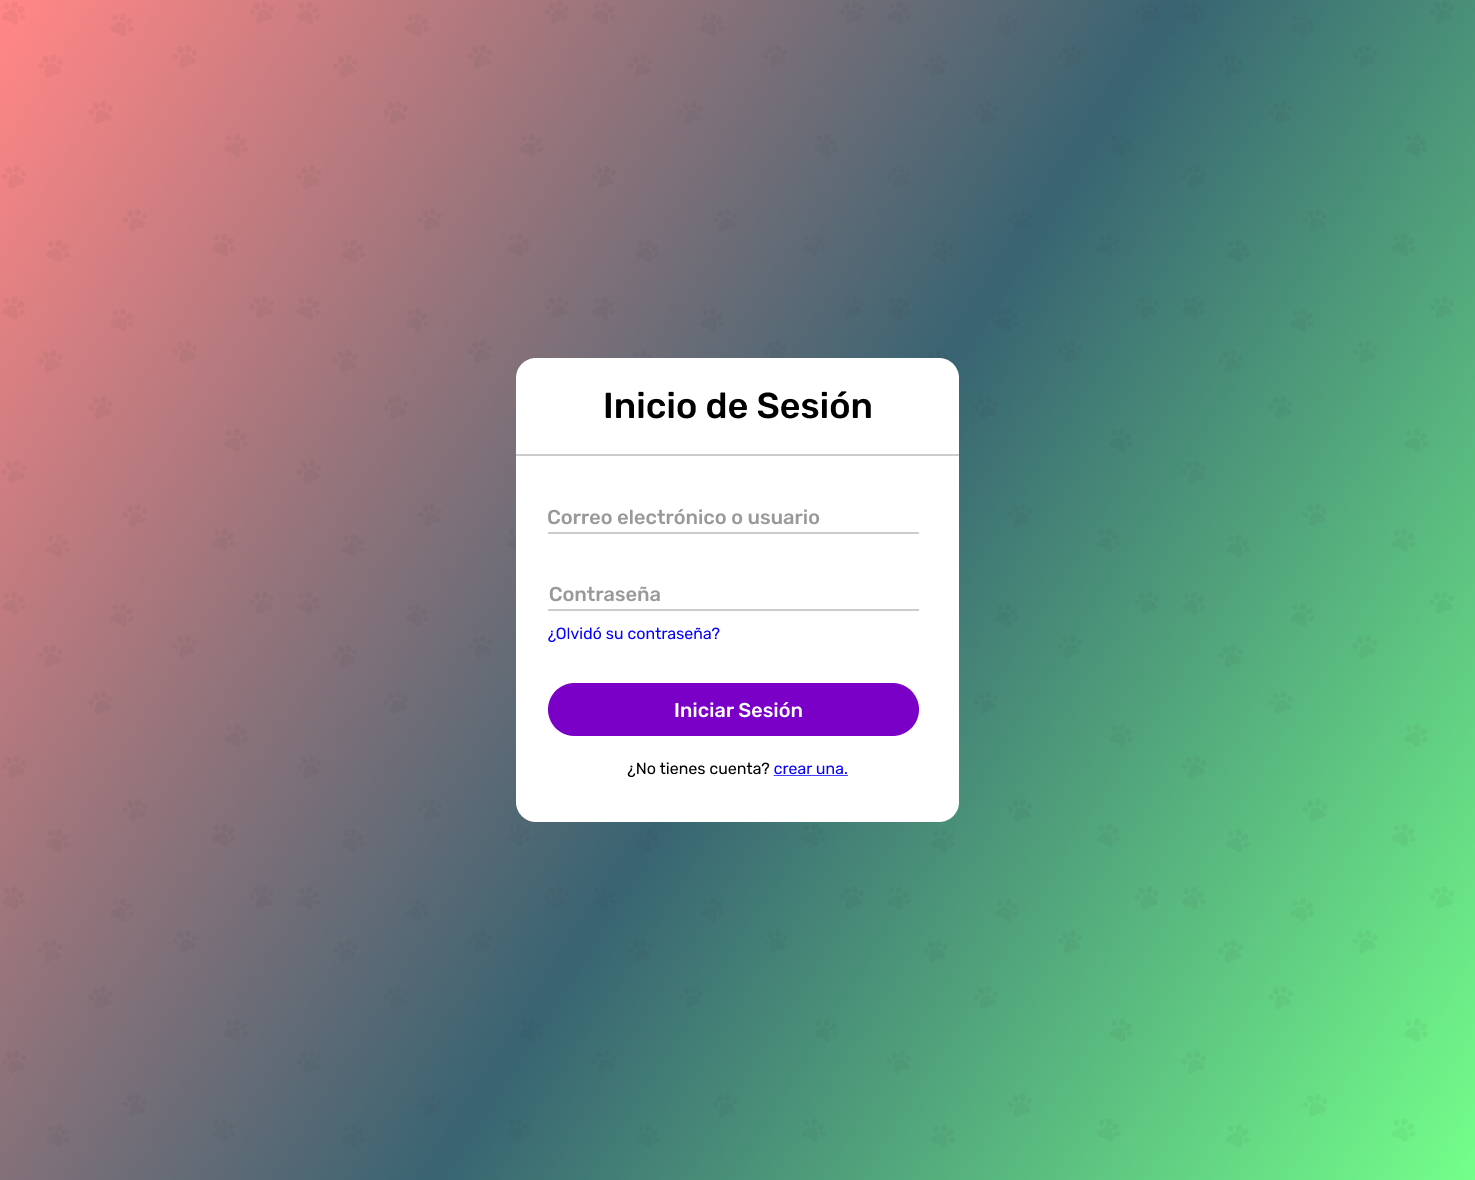 Inicio de Sesión
Correo electrónico o usuario
Contraseña
¿Olvidó su contraseña?
Iniciar Sesión
¿No tienes cuenta? crear una.